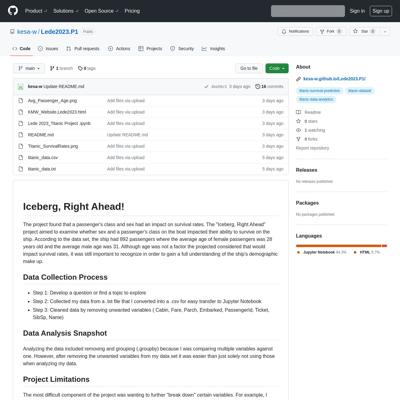 Product Solutions Open Source Pricing Sign in Sign up
kesa-w / Lede2023.P1 Public Notifications Fork 0 Star 0
Code Issues Pull requests Actions Projects Security Insights
main 1 branch 0 tags Go to file Code
kesa-w Update README.md 3 days ago 16 commits
Avg_Passenger_Age.png Add files via upload 3 days ago
KMW_Website.Lede2023.html Add files via upload 3 days ago
Lede 2023_Titanic Project .ipynb Add files via upload 3 days ago
README.md Update README.md 3 days ago
Titanic_SurvivalRates.png Add files via upload 3 days ago
titanic_data.csv Add files via upload 5 days ago
titanic_data.txt Add files via upload 5 days ago
Iceberg, Right Ahead!
The project found that a passenger's class and sex had an impact on survival rates. The "Iceberg, Right Ahead"
project aimed to examine whether sex and a passenger's class on the boat impacted their ability to survive on the
ship. According to the data set, the ship had 892 passengers where the average age of female passengers was 28
years old and the average male age was 31. Although age was not a factor the projected considered that would
impact survival rates, it was still important to recognize in order to gain a full understanding of the ship's demographic
make up.
Data Collection Process
Step 1: Develop a question or find a topic to explore
Step 2: Collected my data from a .txt file that I converted into a .csv for easy transfer to Jupyter Notebook
Step 3: Cleaned data by removing unwanted variables ( Cabin, Fare, Parch, Embarked, PassengerId, Ticket,
SibSp, Name)
Data Analysis Snapshot
Analyzing the data included removing and grouping (.groupby) because I was comparing multiple variables against
one. However, after removing the unwanted variables from my data set it was easier than just solely not using those
when analyzing my data.
Project Limitations
The most difficult component of the project was wanting to further "break down" certain variables. For example, I
About
kesa-w.github.io/Lede2023.P1/
titanic-survival-prediction titanic-dataset
titanic-data-analytics
Readme
0 stars
1 watching
0 forks
Report repository
Releases
No releases published
Packages
No packages published
Languages
Jupyter Notebook 94.3% HTML 5.7%